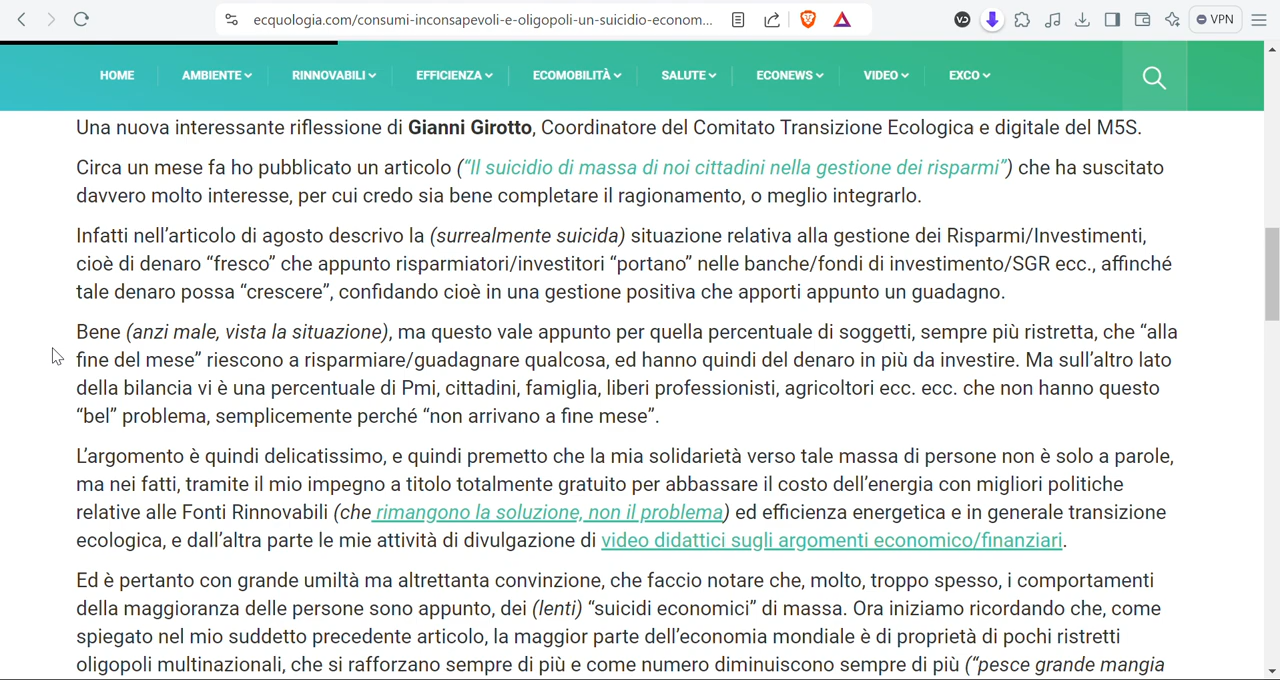 ecquologia.com/consumi-inconsapevoli-e-oligopoli-un-suicidio-econom...
VPN
HOME
AMBIENTE
RINNOVABILI
EFFICIENZA
ECOMOBILITÀ
SALUTE
ECONEWS
VIDEO
EXCO
Una nuova interessante riflessione di Gianni Girotto, Coordinatore del Comitato Transizione Ecologica e digitale del M5S.
Circa un mese fa ho pubblicato un articolo (“Il suicidio di massa di noi cittadini nella gestione dei risparmi”) che ha suscitato
davvero molto interesse, per cui credo sia bene completare il ragionamento, o meglio integrarlo.
Infatti nell’articolo di agosto descrivo la (surrealmente suicida) situazione relativa alla gestione dei Risparmi/Investimenti,
cioè di denaro “fresco” che appunto risparmiatori/investitori “portano” nelle banche/fondi di investimento/SGR ecc., affinché
tale denaro possa “crescere”, confidando cioè in una gestione positiva che apporti appunto un guadagno.
Bene (anzi male, vista la situazione), ma questo vale appunto per quella percentuale di soggetti, sempre più ristretta, che “alla
fine del mese” riescono a risparmiare/guadagnare qualcosa, ed hanno quindi del denaro in più da investire. Ma sull’altro lato
della bilancia vi è una percentuale di Pmi, cittadini, famiglia, liberi professionisti, agricoltori ecc. ecc. che non hanno questo
“bel” problema, semplicemente perché “non arrivano a fine mese”.
L’argomento è quindi delicatissimo, e quindi premetto che la mia solidarietà verso tale massa di persone non è solo a parole,
ma nei fatti, tramite il mio impegno a titolo totalmente gratuito per abbassare il costo dell’energia con migliori politiche
relative alle Fonti Rinnovabili (che rimangono la soluzione, non il problema) ed efficienza energetica e in generale transizione
ecologica, e dall’altra parte le mie attività di divulgazione di video didattici sugli argomenti economico/finanziari.
Ed è pertanto con grande umiltà ma altrettanta convinzione, che faccio notare che, molto, troppo spesso, i comportamenti
della maggioranza delle persone sono appunto, dei (lenti) “suicidi economici” di massa. Ora iniziamo ricordando che, come
spiegato nel mio suddetto precedente articolo, la maggior parte dell’economia mondiale è di proprietà di pochi ristretti
oligopoli multinazionali, che si rafforzano sempre di più e come numero diminuiscono sempre di più (“pesce grande mangia